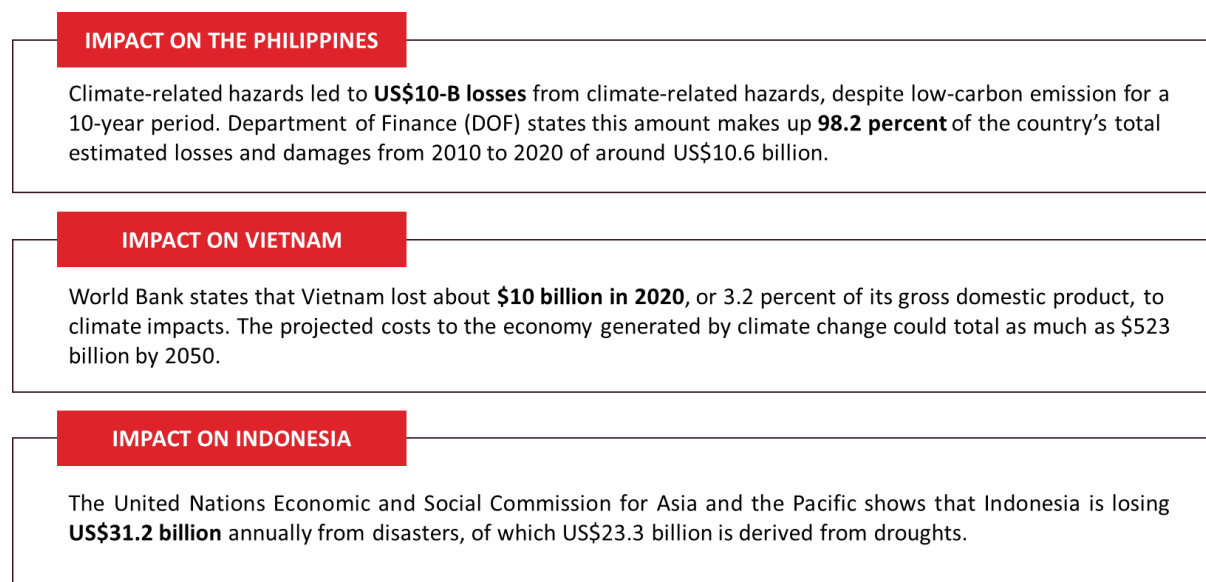 IMPACT ON THE PHILIPPINES
Climate-related hazards led to US$10-B losses from climate-related hazards, despite low-carbon emission for a
10-year period. Department of Finance (DOF) states this amount makes up 98.2 percent of the country's total
estimated losses and damages from 2010 to 2020 of around US$10.6 billion.
IMPACT ON VIETNAM
World Bank states that Vietnam lost about $10 billion in 2020, or 3.2 percent of its gross domestic product, to
climate impacts. The projected costs to the economy generated by climate change could total as much as $523
billion by 2050.
IMPACT ON INDONESIA
The United Nations Economic and Social Commission for Asia and the Pacific shows that Indonesia is losing
US$31.2 billion annually from disasters, of which US$23.3 billion is derived from droughts.